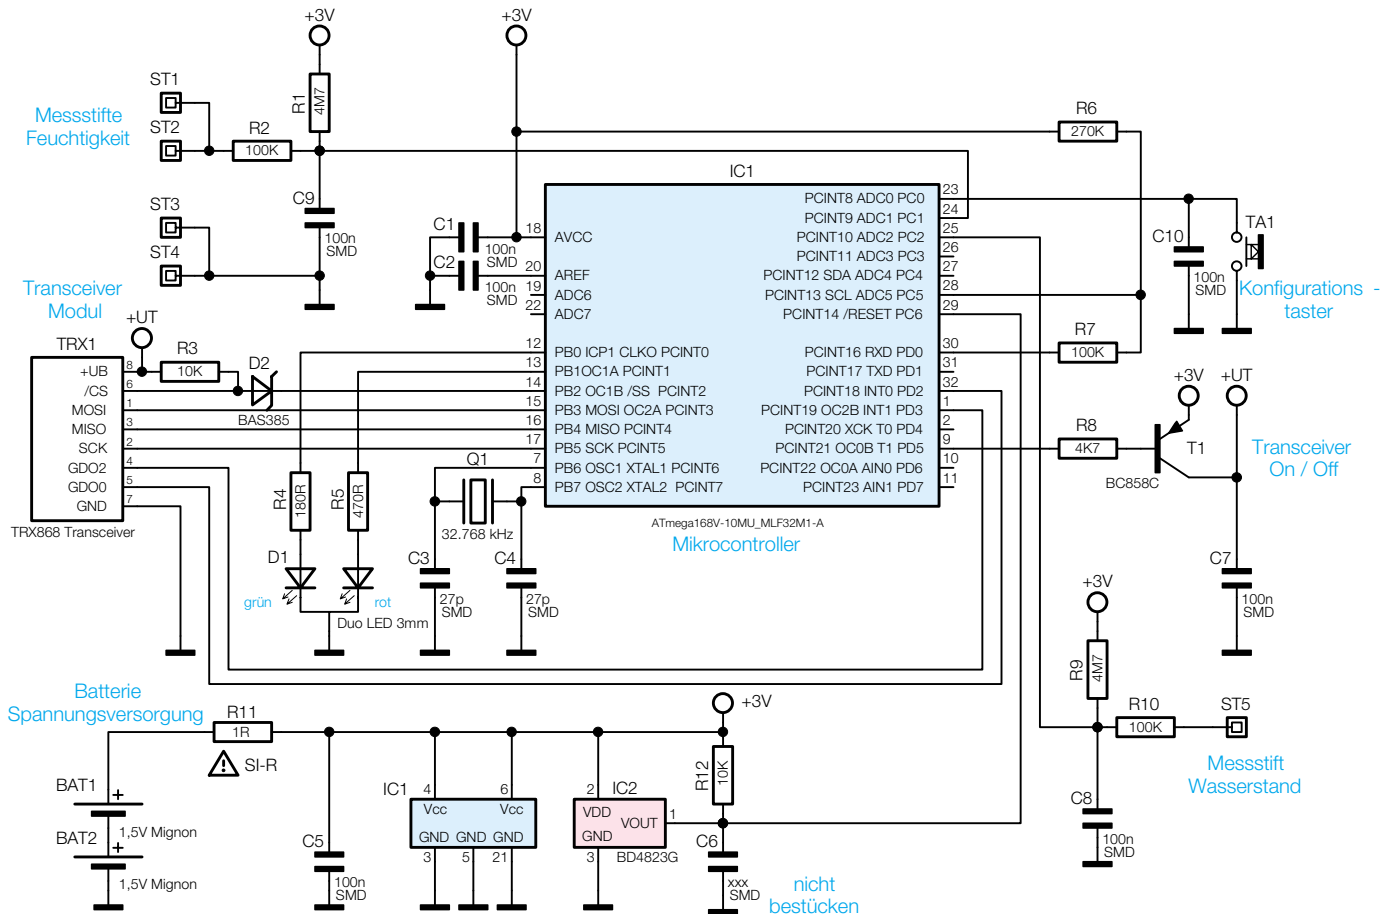 +3V
+3V
ST1
Messstifte
Feuchtigkeit
ST2
R2
100K
R1
4M7
R6
270K
IC1
ST3
ST4
C9
100n
SMD
C1
100n
SMD
C2
100n
SMD
18 AVCC
20 AREF
19 ADC6
22 ADC7
12 PB0 ICP1 CLKO PCINT0
13 PB1OC1A PCINT1
14 PB2 OC1B /SS PCINT2
15 PB3 MOSI OC2A PCINT3
16 PB4 MISO PCINT4
17 PB5 SCK PCINT5
7 PB6 OSC1 XTAL1 PCINT6
8 PB7 OSC2 XTAL2 PCINT7
PCINT8 ADC0 PC0 23
PCINT9 ADC1 PC1 24
PCINT10 ADC2 PC2 25
PCINT11 ADC3 PC3 26
PCINT12 SDA ADC4 PC4 27
PCINT13 SCL ADC5 PC5 28
PCINT14 /RESET PC6 29
PCINT16 RXD PD0 30
PCINT17 TXD PD1 31
PCINT18 INT0 PD2 32
PCINT19 OC2B INT1 PD3 1
PCINT20 XCK T0 PD4 2
PCINT21 OC0B T1 PD5 9
PCINT22 OC0A AIN0 PD6 10
PCINT23 AIN1 PD7 11
ATmega168V-10MU_MLF32M1-A
Mikrocontroller
C10
100n
SMD
TA1
Konfigurations -
taster
R7
100K
Transceiver
Modul
+UT
TRX1
R3
10K
D2
BAS385
+UB 8
/CS 6
MOSI 1
MISO 3
SCK 2
GDO2 4
GDO0 5
GND 7
TRX868 Transceiver
R4
180R
R5
470R
Q1
32.768 kHz
D1
grün
rot
Duo LED 3mm
C3
27p
SMD
C4
27p
SMD
+3V
+UT
R8
4K7
T1
BC858C
Transceiver
On / Off
C7
100n
SMD
+3V
R9
4M7
R10
100K
ST5
Messstift
Wasserstand
C8
100n
SMD
Batterie
Spannungsversorgung
R11
1R
SI-R
BAT1
+
1,5V Mignon
BAT2
+
1,5V Mignon
C5
100n
SMD
IC1
4
6
Vcc
Vcc
GND GND GND
3
5
21
+3V
R12
10K
IC2
2
VDD
VOUT
1
GND
3
BD4823G
C6
xxx
SMD
nicht
bestücken